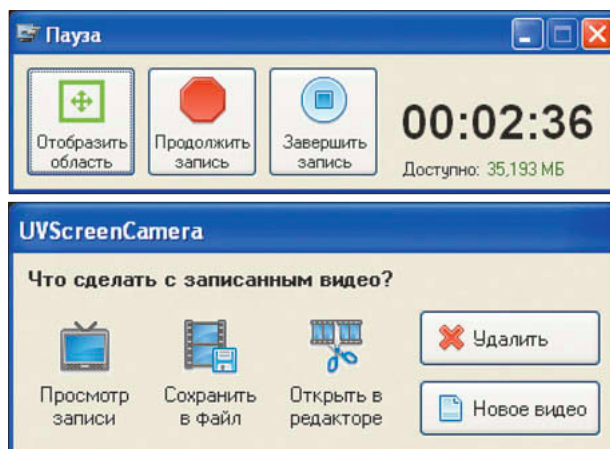 Пауза
Отобразить
область
Продолжить
запись
Завершить
запись
00:02:36
Доступно: 35,193 МБ
UVScreenCamera
Что сделать с записанным видео?
Просмотр
записи
Сохранить
в файл
Открыть в
редакторе
Удалить
Новое видео